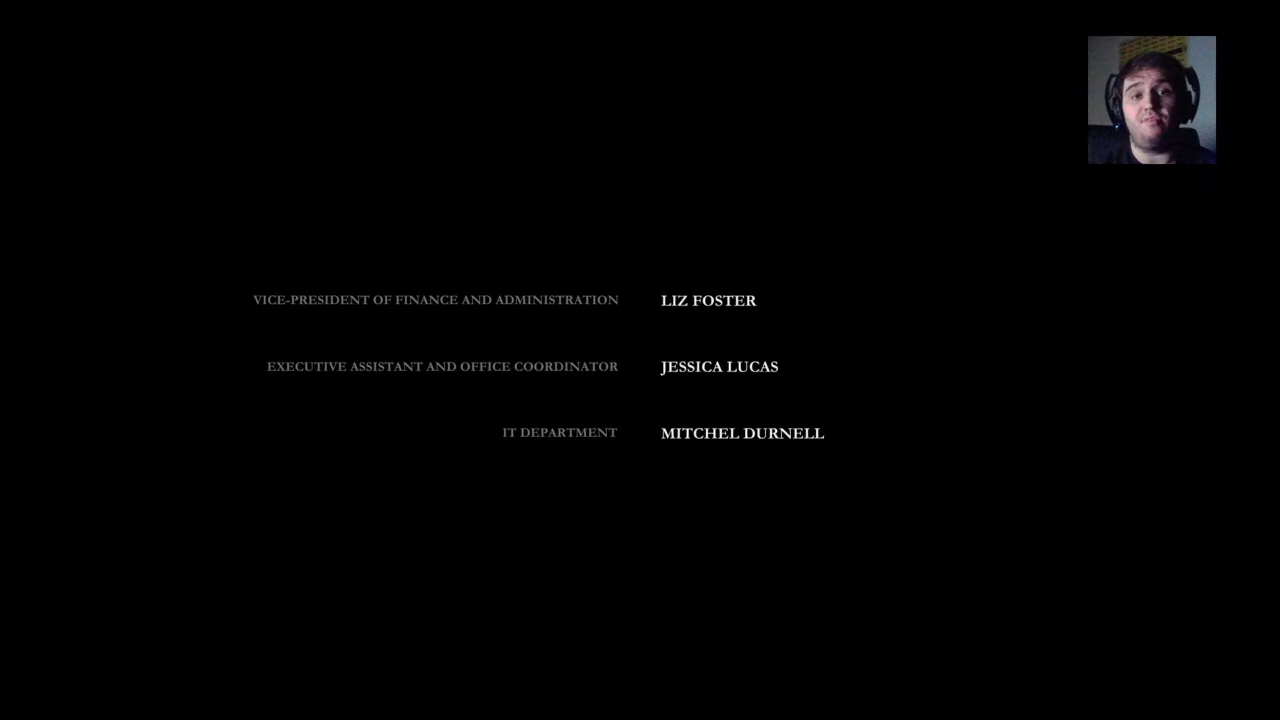 VICE-PRESIDENT OF FINANCE AND ADMINISTRATION LIZ FOSTER
EXECUTIVE ASSISTANT AND OFFICE COORDINATOR JESSICA LUCAS
IT DEPARTMENT MITCHEL DURNELL